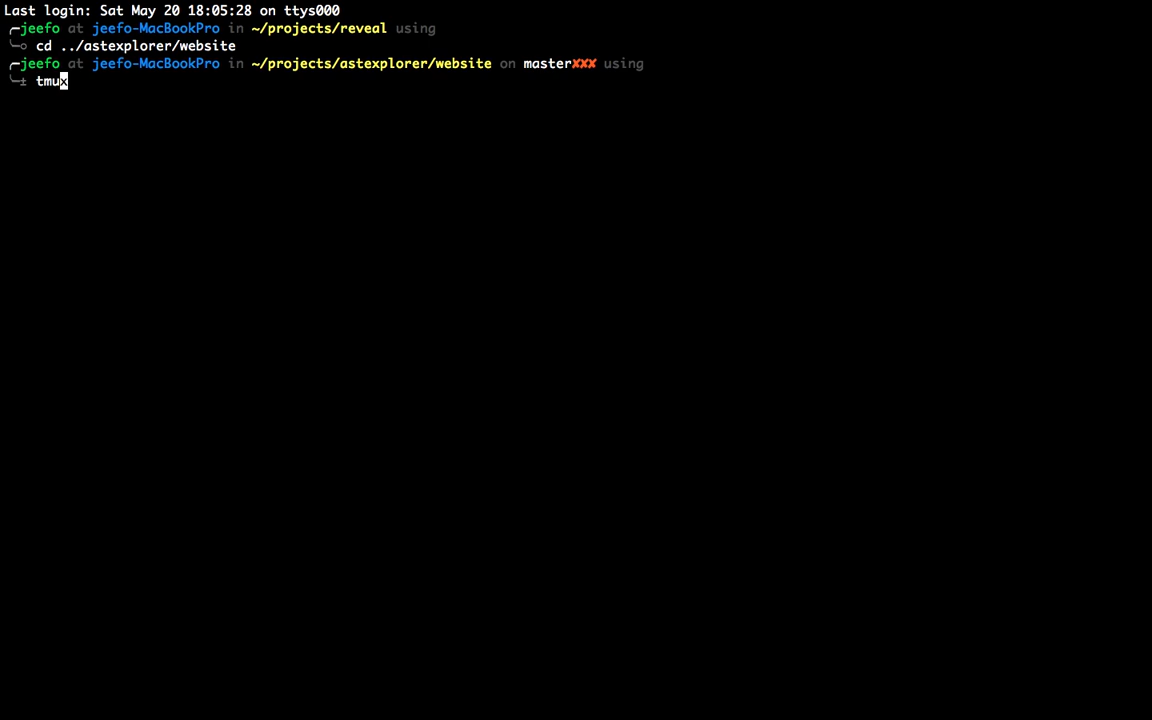 Last login: Sat May 20 18:05:28 on ttys000
╭─jeefo at jeefo-MacBookPro in ~/projects/reveal using
╰─○ cd ../astexplorer/website
╭─jeefo at jeefo-MacBookPro in ~/projects/astexplorer/website on master✘✘✘ using
╰─± tmux